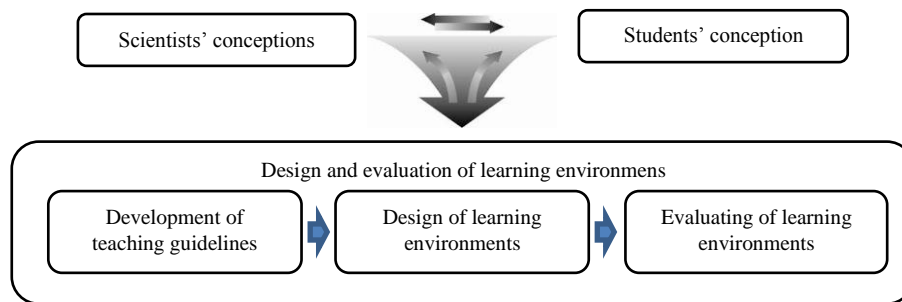 Scientists’ conceptions
Students’ conception
Design and evaluation of learning environmens
Development of
teaching guidelines
Design of learning
environments
Evaluating of learning
environments